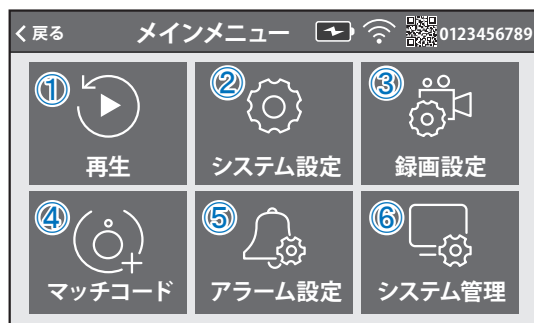 く戻る メインメニュー 0123456789
① ② ③
再生 システム設定 録画設定
④ ⑤ ⑥
マッチコード アラーム設定 システム管理